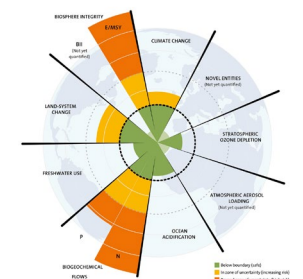 BIOSPHERE INTEGRITY
E/MSY
BII
(Not yet
quantified)
CLIMATE CHANGE
NOVEL ENTITIES
(Not yet quantified)
STRATOSPHERIC
OZONE DEPLETION
ATMOSPHERIC AEROSOL
LOADING
(Not yet quantified)
OCEAN
ACIDIFICATION
BIOGEOCHEMICAL
FLOWS
P
N
FRESHWATER USE
LAND-SYSTEM
CHANGE
Below boundary (safe)
In zone of uncertainty (increasing risk)